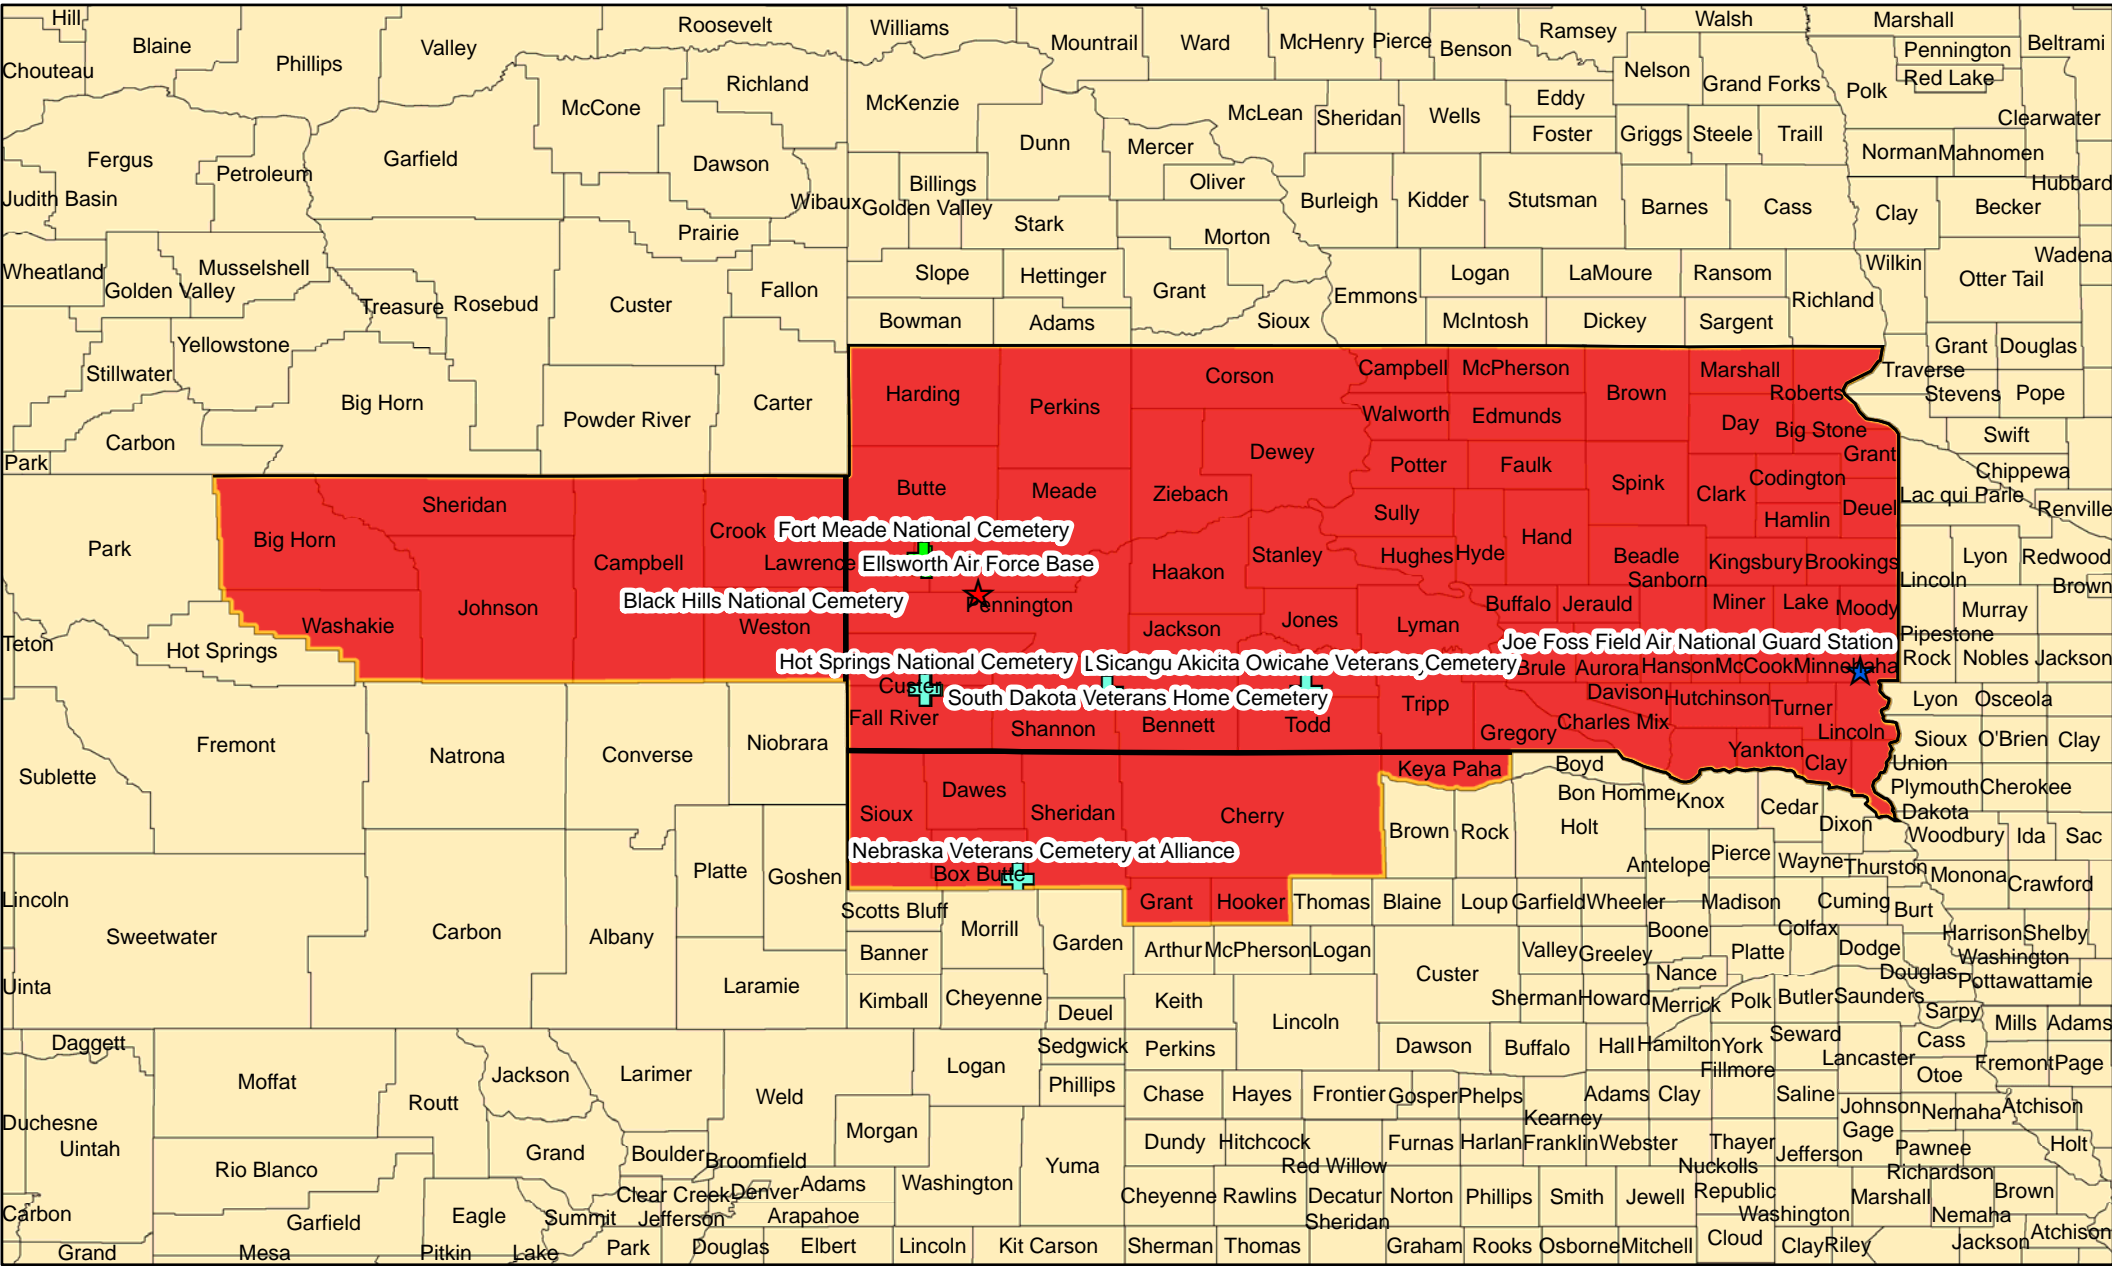 Hill
Blaine
Phillips
Valley
Roosevelt
Williams
Mountrail
Ward
McHenry
Pierce
Benson
Ramsey
Walsh
Marshall
Pennington
Beltrami
Chouteau
Richland
McCone
McKenzie
McLean
Sheridan
Wells
Eddy
Nelson
Grand Forks
Polk
Red Lake
Clearwater
Fergus
Petroleum
Garfield
Dawson
Dunn
Mercer
Foster
Griggs
Steele
Traill
Norman
Mahnomen
Judith Basin
Wibaux
Billings
Golden Valley
Oliver
Burleigh
Kidder
Stutsman
Barnes
Cass
Clay
Becker
Hubbard
Prairie
Stark
Morton
Wheatland
Golden Valley
Musselshell
Treasure
Rosebud
Custer
Fallon
Slope
Hettinger
Grant
Emmons
Logan
LaMoure
Ransom
Richland
Wilkin
Otter Tail
Wadena
Yellowstone
Bowman
Adams
Sioux
McIntosh
Dickey
Sargent
Grant
Douglas
Stillwater
Big Horn
Powder River
Carter
Harding
Perkins
Corson
Campbell
McPherson
Brown
Marshall
Roberts
Traverse
Stevens
Pope
Carbon
Park
Walworth
Edmunds
Day
Big Stone
Swift
Dewey
Potter
Faulk
Spink
Clark
Codington
Grant
Chippewa
Sheridan
Butte
Meade
Ziebach
Sully
Hand
Hamlin
Deuel
Lac qui Parle
Renville
Park
Big Horn
Campbell
Crook
Fort Meade National Cemetery
Lawrence
Ellsworth Air Force Base
Haakon
Stanley
Hughes
Hyde
Beadle
Sanborn
Kingsbury
Brookings
Lyon
Redwood
Lincoln
Brown
Johnson
Black Hills National Cemetery
Pennington
Jones
Lyman
Buffalo
Jerauld
Miner
Lake
Moody
Murray
Washakie
Weston
Jackson
Joe Foss Field Air National Guard Station
Pipestone
Teton
Hot Springs
Hot Springs National Cemetery
L
Sicangu Akicita Owicahe Veterans Cemetery
Brule
Aurora
Hanson
McCook
Minnehaha
Rock
Nobles
Jackson
Custer
South Dakota Veterans Home Cemetery
Davison
Hutchinson
Turner
Lyon
Osceola
Fall River
Shannon
Bennett
Todd
Tripp
Gregory
Charles Mix
Lincoln
Sublette
Fremont
Natrona
Converse
Niobrara
Yankton
Clay
Sioux
O'Brien
Clay
Union
Keya Paha
Boyd
Bon Homme
Knox
Cedar
Plymouth
Cherokee
Dakota
Sioux
Dawes
Sheridan
Cherry
Brown
Rock
Holt
Dixon
Woodbury
Ida
Sac
Nebraska Veterans Cemetery at Alliance
Box Butte
Antelope
Pierce
Wayne
Thurston
Monona
Crawford
Platte
Goshen
Lincoln
Sweetwater
Carbon
Albany
Scotts Bluff
Morrill
Garden
Grant
Hooker
Thomas
Blaine
Loup
Garfield
Wheeler
Madison
Cuming
Burt
Boone
Colfax
Harrison
Shelby
Banner
Arthur
McPherson
Logan
Custer
Valley
Greeley
Platte
Dodge
Washington
Uinta
Laramie
Kimball
Cheyenne
Deuel
Keith
Lincoln
Sherman
Howard
Nance
Merrick
Polk
Butler
Saunders
Douglas
Pottawattamie
Sarpy
Mills
Adams
Daggett
Moffat
Routt
Jackson
Larimer
Weld
Logan
Sedgwick
Phillips
Perkins
Dawson
Buffalo
Hall
Hamilton
York
Seward
Lancaster
Cass
Fillmore
Fremont
Page
Otoe
Duchesne
Uintah
Morgan
Chase
Hayes
Frontier
Gosper
Phelps
Kearney
Adams
Clay
Saline
Johnson
Gage
Nemaha
Atchison
Rio Blanco
Grand
Boulder
Broomfield
Yuma
Dundy
Hitchcock
Red Willow
Furnas
Harlan
Franklin
Webster
Thayer
Nuckolls
Jefferson
Pawnee
Richardson
Holt
Carbon
Garfield
Eagle
Summit
Clear Creek
Jefferson
Denver
Adams
Arapahoe
Washington
Cheyenne
Rawlins
Decatur
Sheridan
Norton
Phillips
Smith
Jewell
Republic
Washington
Marshall
Nemaha
Brown
Atchison
Grand
Mesa
Pitkin
Lake
Park
Douglas
Elbert
Lincoln
Kit Carson
Sherman
Thomas
Graham
Rooks
Osborne
Mitchell
Cloud
Clay
Riley
Jackson